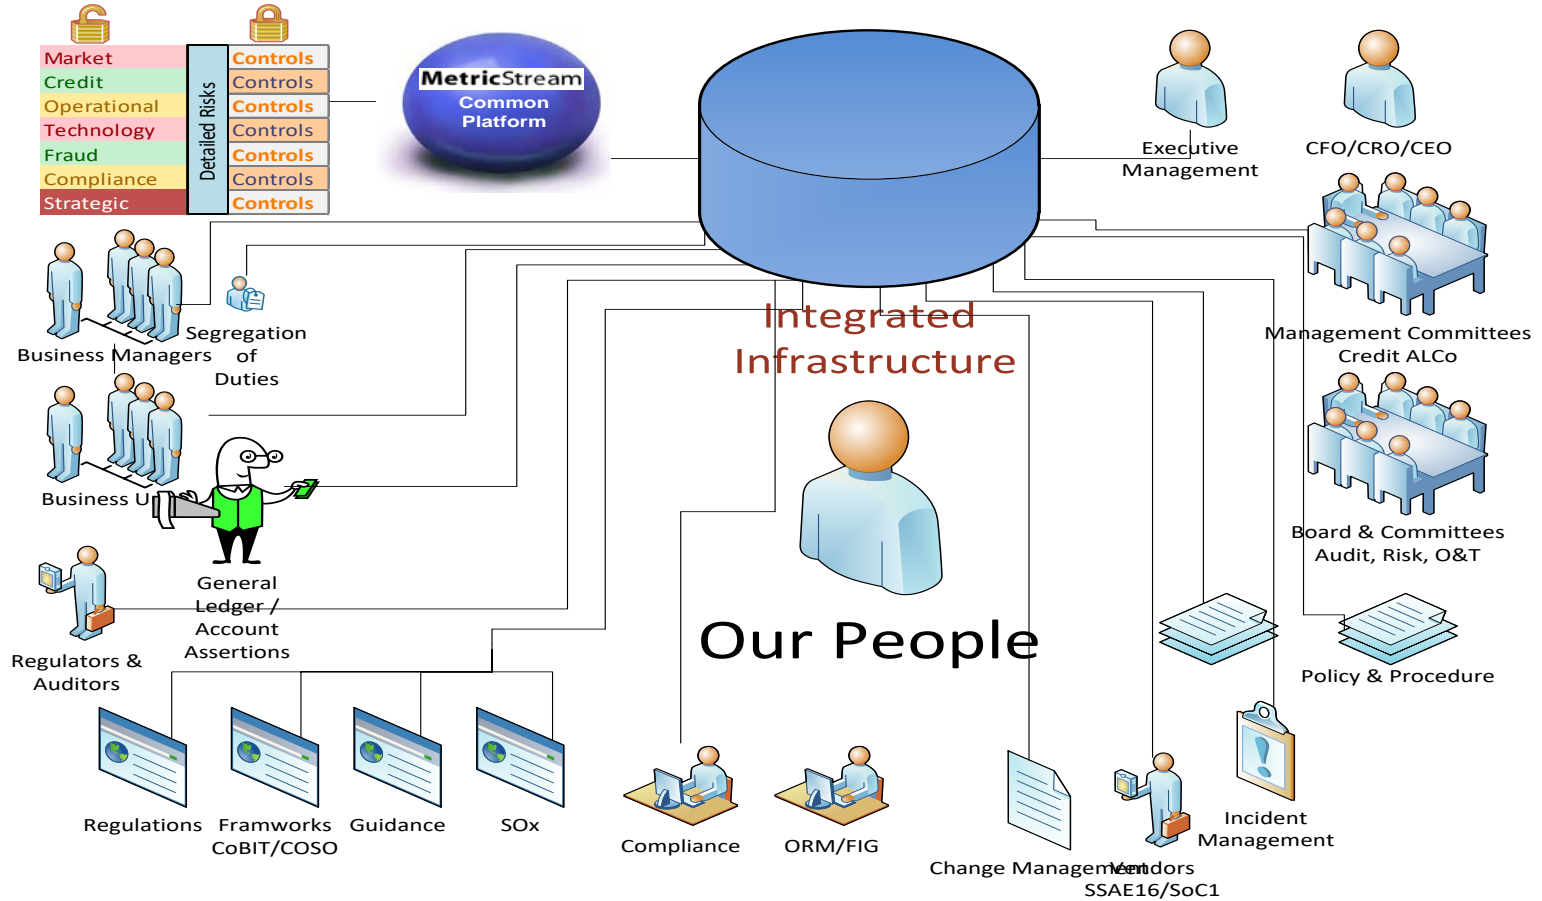 Market
Credit
Operational
Technology
Fraud
Compliance
Strategic
Detailed Risks
Controls
Controls
Controls
Controls
Controls
Controls
Controls
MetricStream
Common
Platform
Executive
Management
CFO/CRO/CEO
Integrated
Infrastructure
Our People
Business Managers
Segregation
of
Duties
Business U
General
Ledger /
Account
Assertions
Regulators &
Auditors
Management Committees
Credit ALCo
Board & Committees
Audit, Risk, O&T
Policy & Procedure
Regulations
Framworks
CoBIT/COSO
Guidance
SOx
Compliance
ORM/FIG
Change Management
Vendors
SSAE16/SoC1
Incident
Management